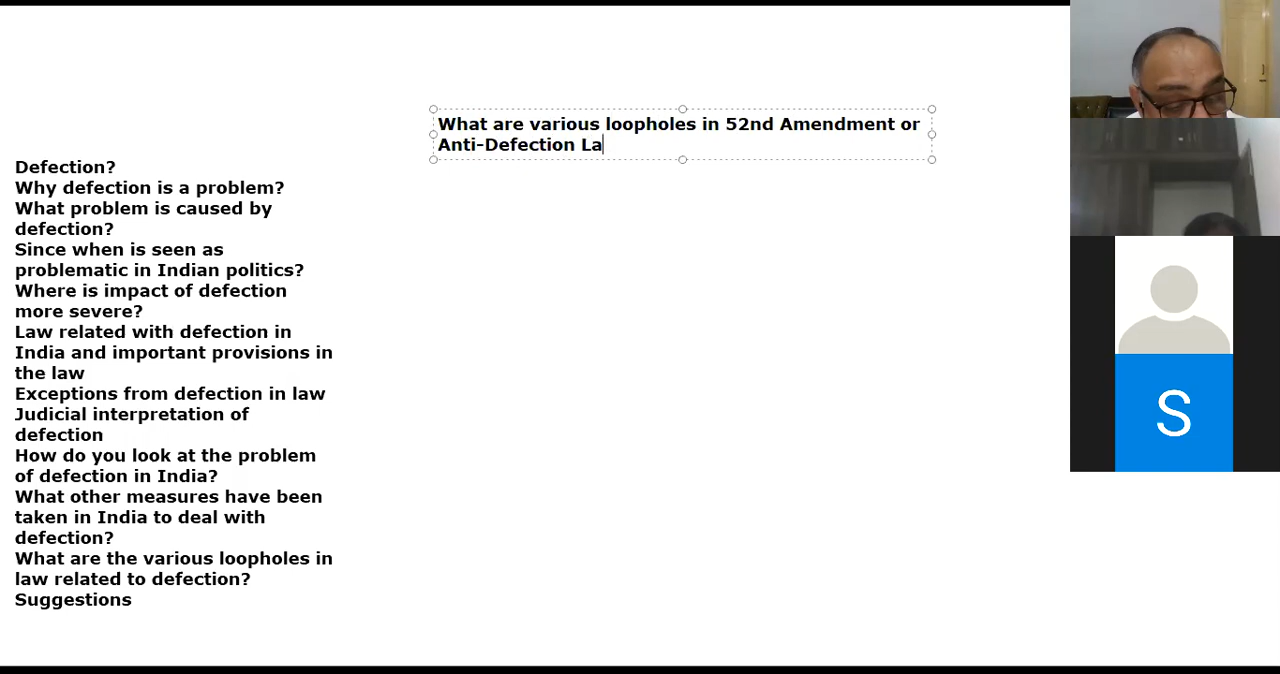 What are various loopholes in 52nd Amendment or
Anti-Defection La
Defection?
Why defection is a problem?
What problem is caused by
defection?
Since when is seen as
problematic in Indian politics?
Where is impact of defection
more severe?
Law related with defection in
India and important provisions in
the law
Exceptions from defection in law
Judicial interpretation of
defection
How do you look at the problem
of defection in India?
What other measures have been
taken in India to deal with
defection?
What are the various loopholes in
law related to defection?
Suggestions
S